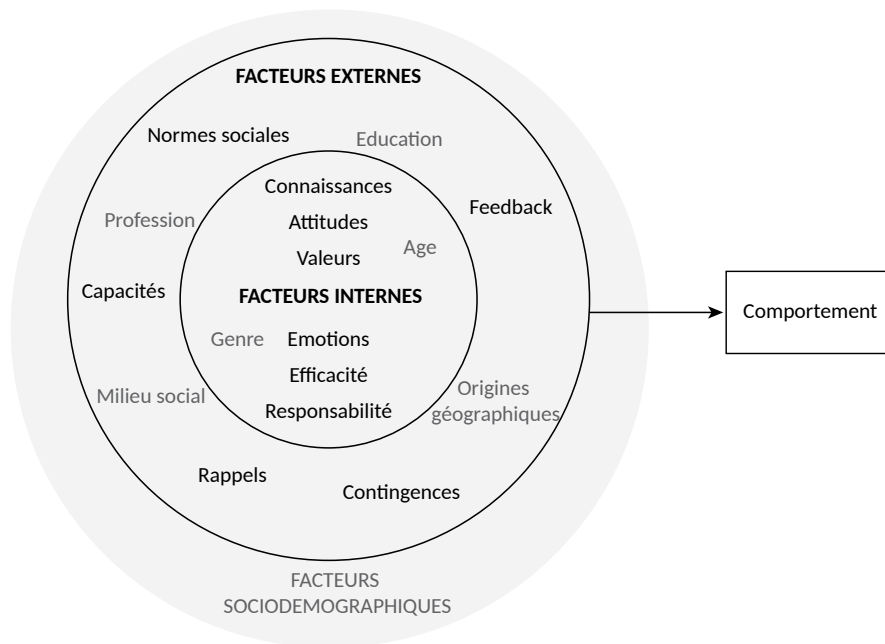 FACTEURS EXTERNES
Normes sociales
Education
Connaissances
Feedback
Attitudes
Profession
Age
Valeurs
Capacités
FACTEURS INTERNES
Comportement
Genre
Emotions
Efficacité
Milieu social
Origines
géographiques
Responsabilité
Rappels
Contingences
FACTEURS
SOCIODEMOGRAPHIQUES